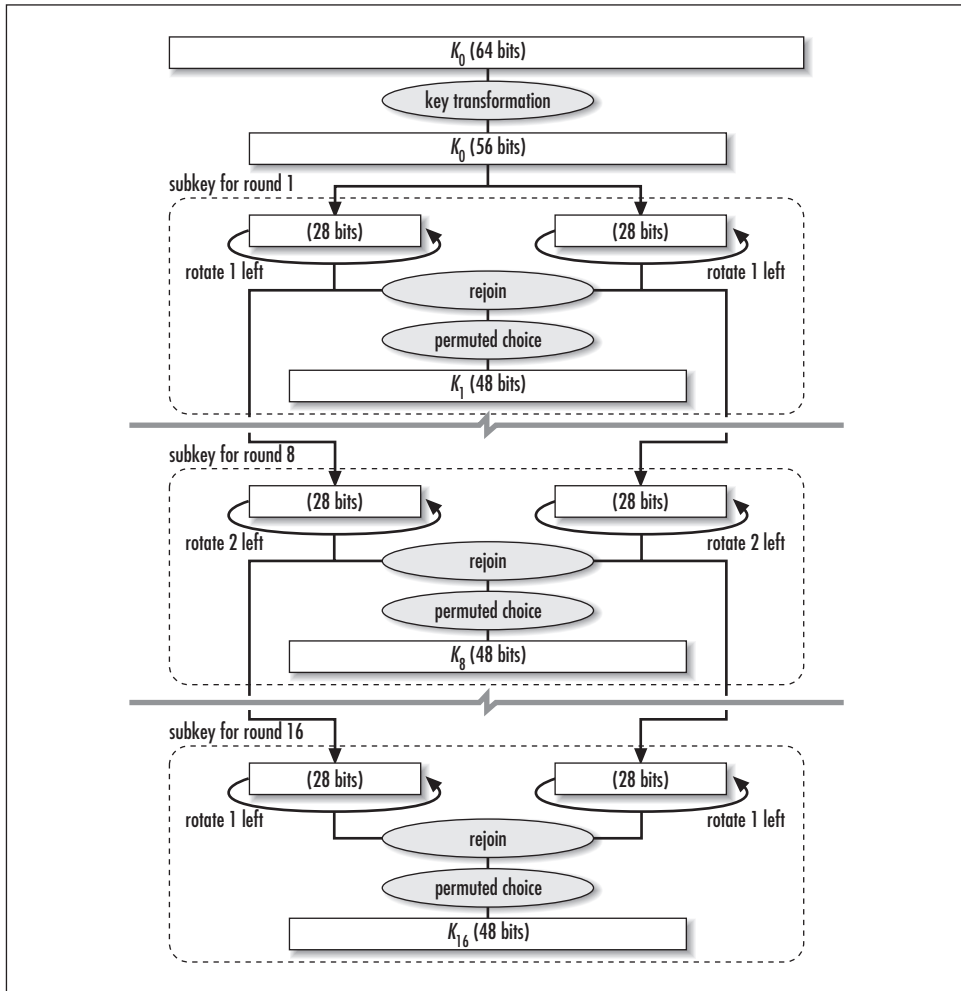 K0 (64 bits)
key transformation
K0 (56 bits)
subkey for round 1
(28 bits) (28 bits)
rotate 1 left rotate 1 left
rejoin
permuted choice
K1 (48 bits)
subkey for round 8
(28 bits) (28 bits)
rotate 2 left rotate 2 left
rejoin
permuted choice
K8 (48 bits)
subkey for round 16
(28 bits) (28 bits)
rotate 1 left rotate 1 left
rejoin
permuted choice
K16 (48 bits)